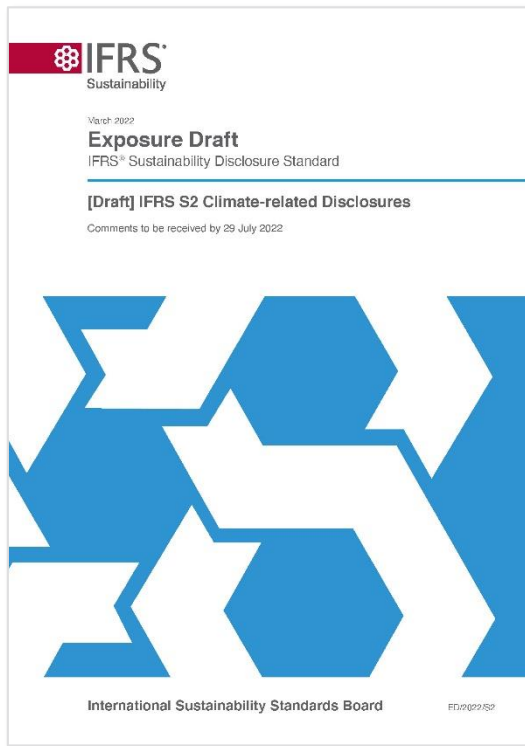 IFRS®
Sustainability
March 2022
Exposure Draft
IFRS® Sustainability Disclosure Standard
[Draft] IFRS S2 Climate-related Disclosures
Comments to be received by 29 July 2022
International Sustainability Standards Board
ED/2022/S2